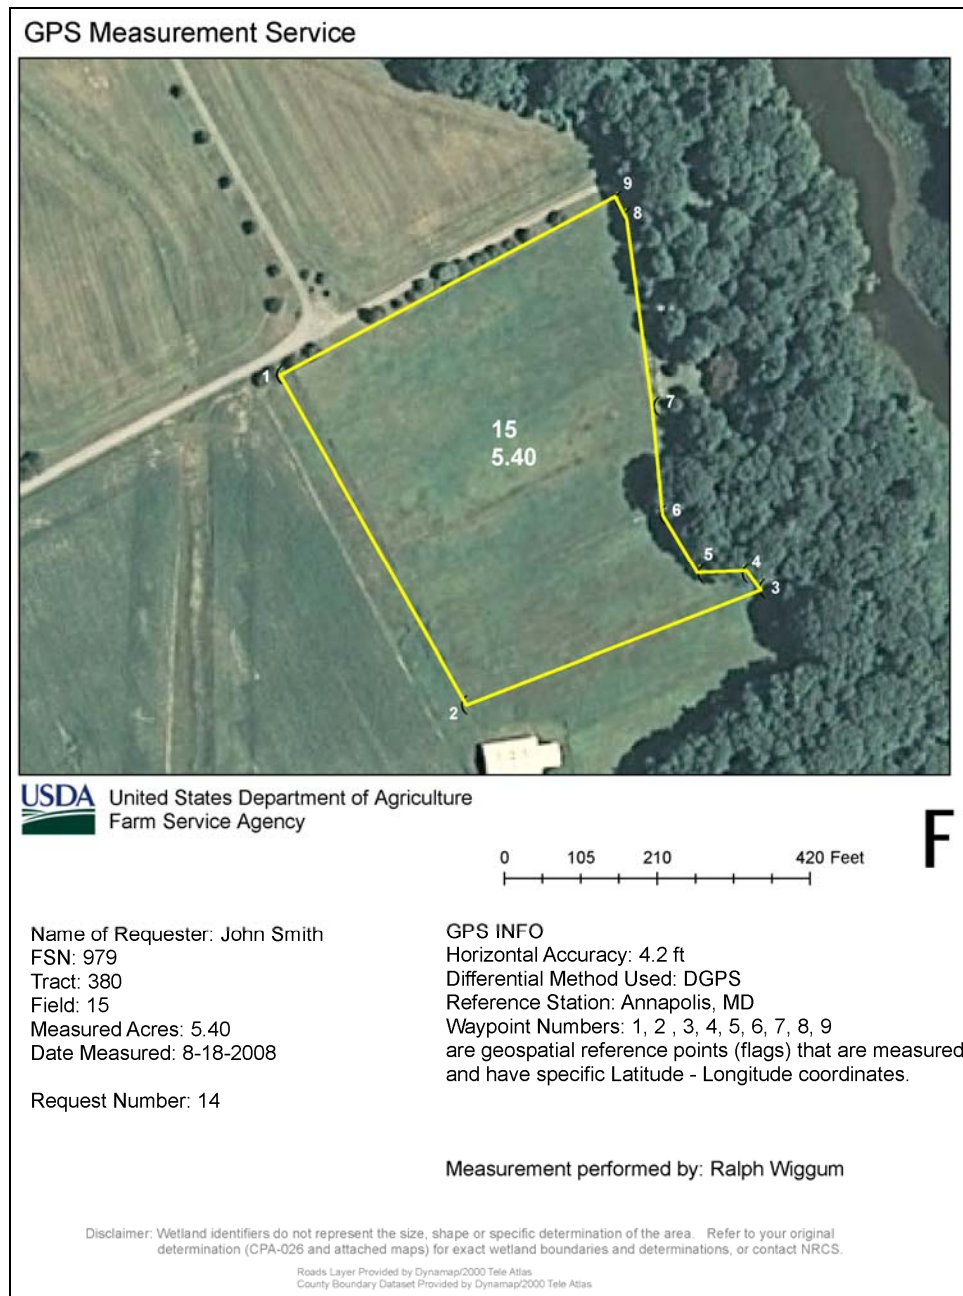 GPS Measurement Service
9
8
1
7
15
5.40
6
5
4
3
2
USDA
United States Department of Agriculture
Farm Service Agency
F
0 105 210 420 Feet
Name of Requester: John Smith
FSN: 979
Tract: 380
Field: 15
Measured Acres: 5.40
Date Measured: 8-18-2008
Request Number: 14
GPS INFO
Horizontal Accuracy: 4.2 ft
Differential Method Used: DGPS
Reference Station: Annapolis, MD
Waypoint Numbers: 1, 2 , 3, 4, 5, 6, 7, 8, 9
are geospatial reference points (flags) that are measured
and have specific Latitude - Longitude coordinates.
Measurement performed by: Ralph Wiggum
Disclaimer: Wetland identifiers do not represent the size, shape or specific determination of the area. Refer to your original
determination (CPA-026 and attached maps) for exact wetland boundaries and determinations, or contact NRCS.
Roads Layer Provided by Dynamap/2000 Tele Atlas
County Boundary Dataset Provided by Dynamap/2000 Tele Atlas